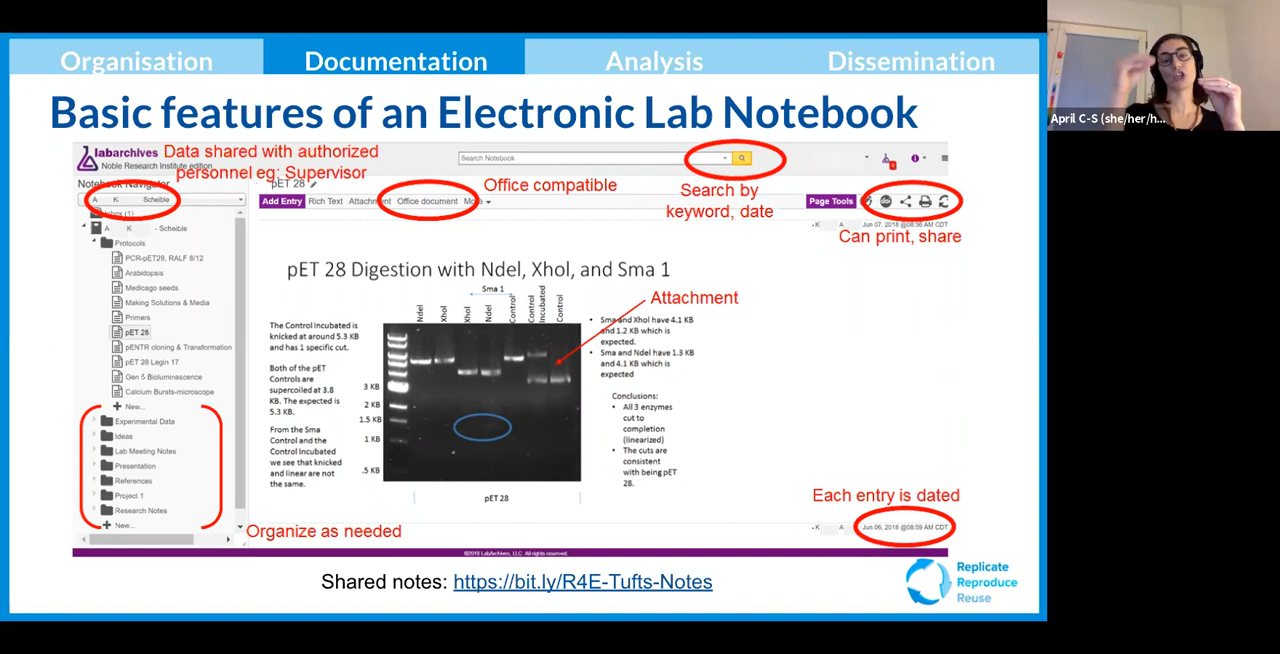 Organisation
Documentation
Analysis
Dissemination
Basic features of an Electronic Lab Notebook
labarchives
Noble Research Institute edition
Data shared with authorized
personnel eg: Supervisor
Search Notebook
Notebook Navigator
A K Scheible
pET 28
Office compatible
Search by
keyword, date
Add Entry
Rich Text
Attachment
Office document
More
Page Tools
doi
Can print, share
- K A Jun 07, 2018 @08:36 AM CDT
Inbox (1)
A K - Scheible
Protocols
PCR-pET28, RALF 8/12
Arabidopsis
Medicago seeds
Making Solutions & Media
Primers
pET 28
pENTR cloning & Transformation
pET 28 Legin 17
Gen 5 Bioluminescence
Calcium Bursts-microscope
New...
Experimental Data
Ideas
Lab Meeting Notes
Presentation
References
Project 1
Research Notes
New...
Organize as needed
pET 28 Digestion with Ndel, Xhol, and Sma 1
Sma 1
Ndel
Xhol
Xhol
Ndel
Control
Control
Incubated
Control
Attachment
The Control Incubated is
knicked at around 5.3 KB
and has 1 specific cut.
Both of the pET
Controls are
supercoiled at 3.8
KB. The expected is
5.3 KB.
From the Sma
Control and the
Control Incubated
we see that knicked
and linear are not
the same.
3 KB
2 KB
1.5 KB
1 KB
.5 KB
pET 28
• Sma and Xhol have 4.1 KB
and 1.2 KB which is
expected.
• Sma and Ndel have 1.3 KB
and 4.1 KB which is
expected
Conclusions:
• All 3 enzymes
cut to
completion
(linearized)
• The cuts are
consistent
with being pET
28.
Each entry is dated
- K A Jun 06, 2018 @08:59 AM CDT
©2018 LabArchives, LLC All rights reserved.
Shared notes: https://bit.ly/R4E-Tufts-Notes
Replicate
Reproduce
Reuse
April C-S (she/her/h...